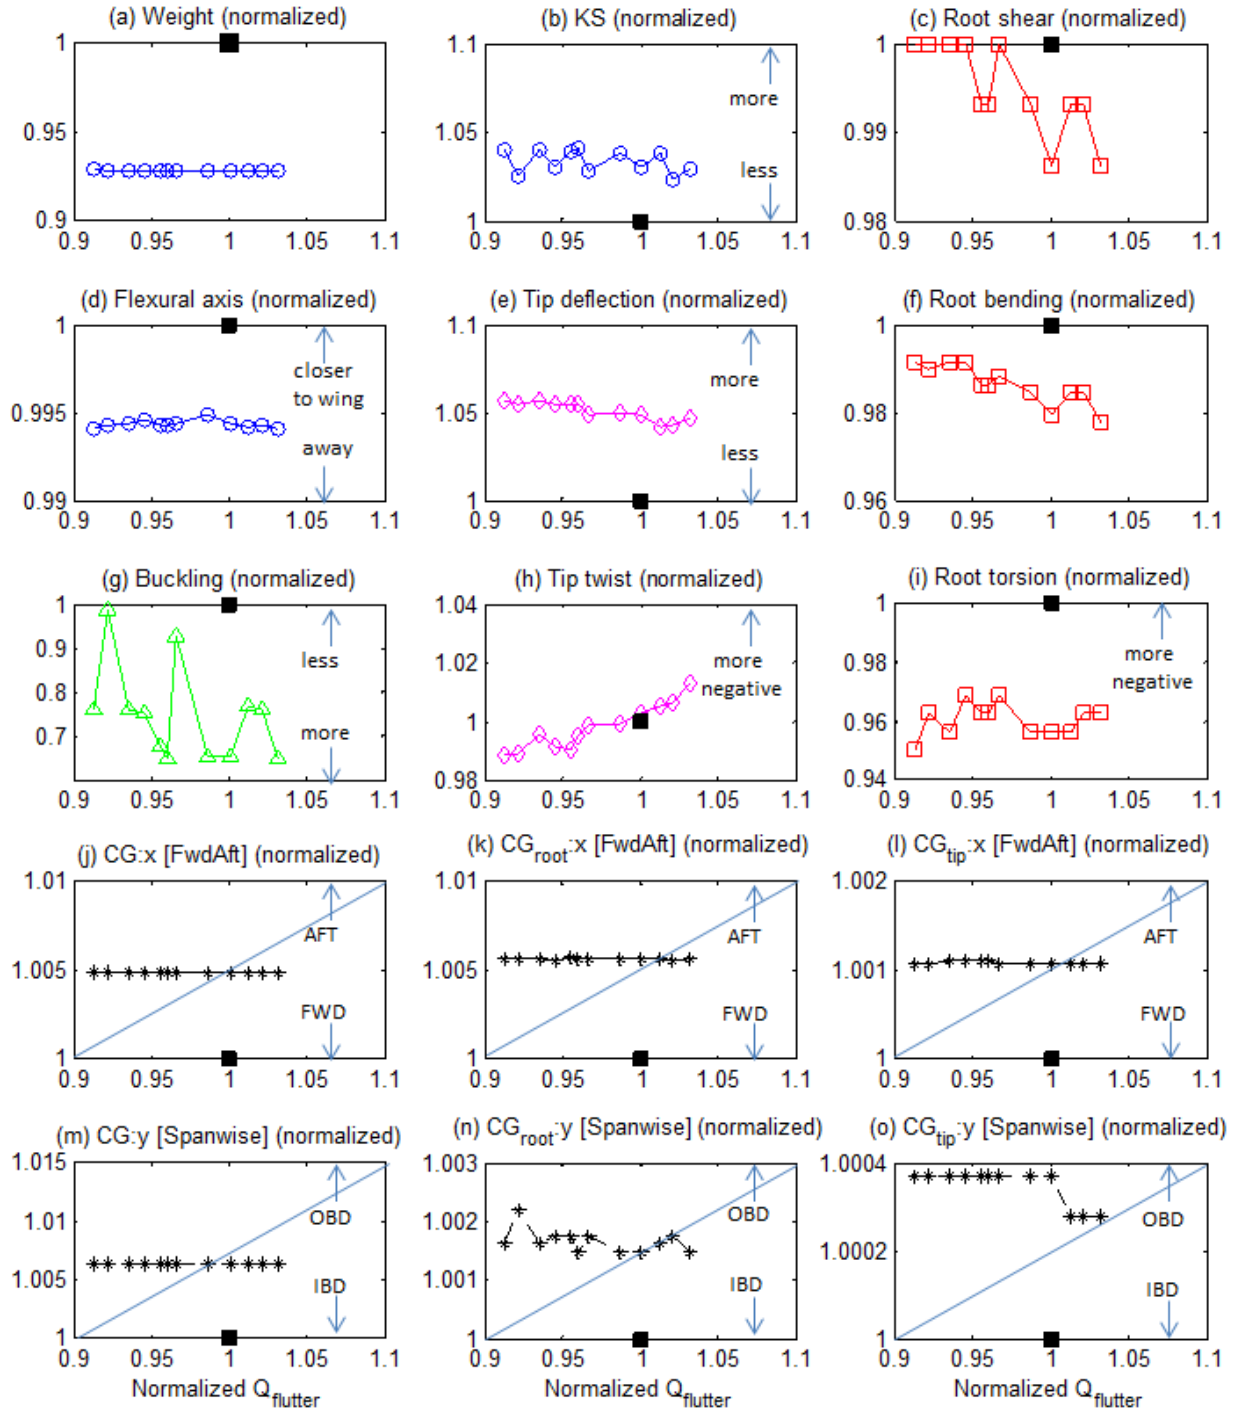 (a) Weight (normalized)
1
0.95
0.9
0.9 0.95 1 1.05 1.1
(b) KS (normalized)
1.1
1.05
1
more
less
0.9 0.95 1 1.05 1.1
(c) Root shear (normalized)
1
0.99
0.98
0.9 0.95 1 1.05 1.1
(d) Flexural axis (normalized)
1
0.995
0.99
closer
to wing
away
0.9 0.95 1 1.05 1.1
(e) Tip deflection (normalized)
1.1
1.05
1
more
less
0.9 0.95 1 1.05 1.1
(f) Root bending (normalized)
1
0.98
0.96
0.9 0.95 1 1.05 1.1
(g) Buckling (normalized)
1
0.9
0.8
0.7
less
more
0.9 0.95 1 1.05 1.1
(h) Tip twist (normalized)
1.04
1.02
1
0.98
more
negative
0.9 0.95 1 1.05 1.1
(i) Root torsion (normalized)
1
0.98
0.96
0.94
more
negative
0.9 0.95 1 1.05 1.1
(j) CG:x [FwdAft] (normalized)
1.01
1.005
1
AFT
FWD
0.9 0.95 1 1.05 1.1
(k) CGroot:x [FwdAft] (normalized)
1.01
1.005
1
AFT
FWD
0.9 0.95 1 1.05 1.1
(l) CGtip:x [FwdAft] (normalized)
1.002
1.001
1
AFT
FWD
0.9 0.95 1 1.05 1.1
(m) CG:y [Spanwise] (normalized)
1.015
1.01
1.005
1
OBD
IBD
0.9 0.95 1 1.05 1.1
Normalized Qflutter
(n) CGroot:y [Spanwise] (normalized)
1.003
1.002
1.001
1
OBD
IBD
0.9 0.95 1 1.05 1.1
Normalized Qflutter
(o) CGtip:y [Spanwise] (normalized)
1.0004
1.0002
1
OBD
IBD
0.9 0.95 1 1.05 1.1
Normalized Qflutter